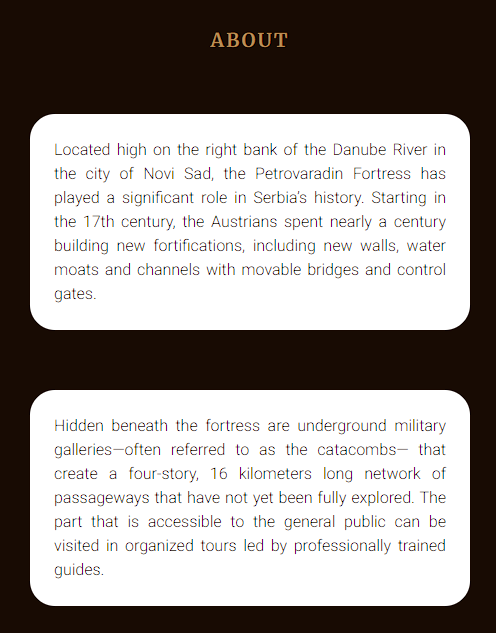 ABOUT
Located high on the right bank of the Danube River in
the city of Novi Sad, the Petrovaradin Fortress has
played a significant role in Serbia's history. Starting in
the 17th century, the Austrians spent nearly a century
building new fortifications, including new walls, water
moats and channels with movable bridges and control
gates.
Hidden beneath the fortress are underground military
galleries—often referred to as the catacombs— that
create a four-story, 16 kilometers long network of
passageways that have not yet been fully explored. The
part that is accessible to the general public can be
visited in organized tours led by professionally trained
guides.